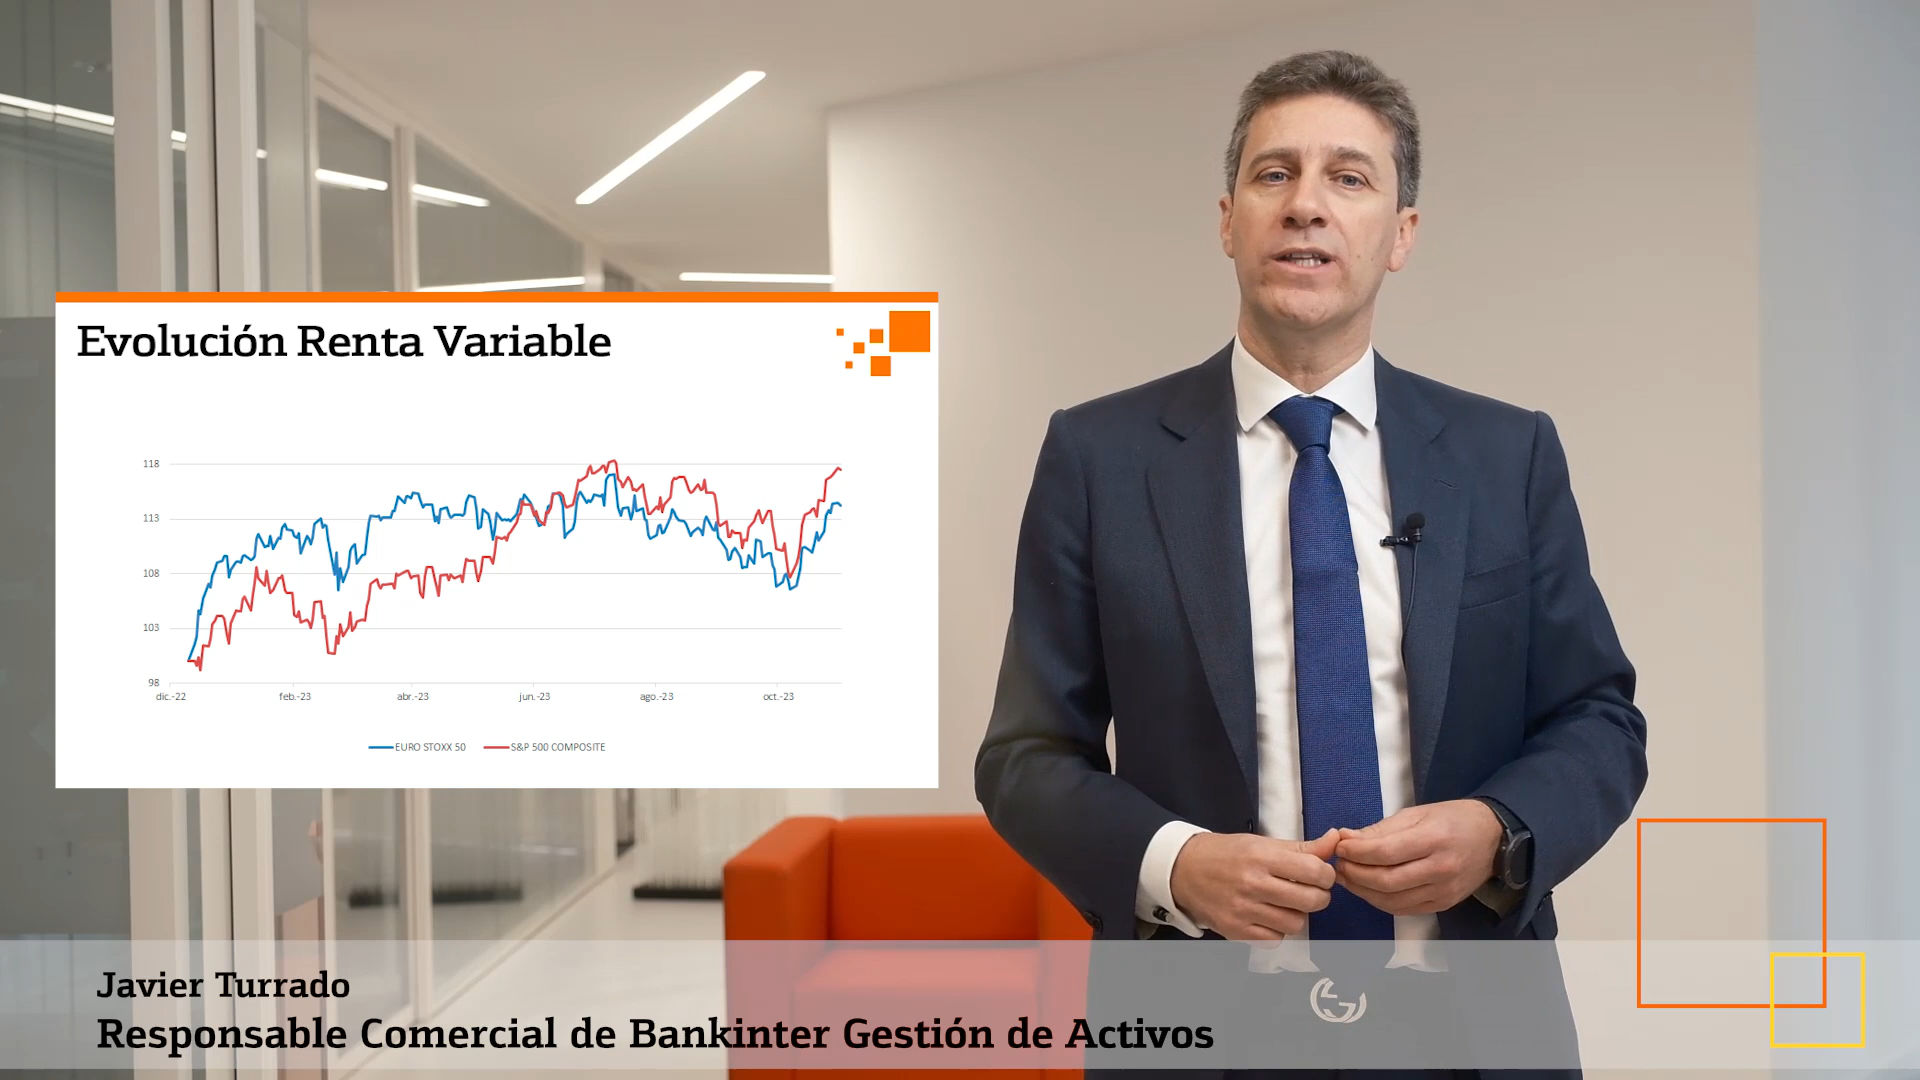 Evolución Renta Variable
118
113
108
103
98
dic.-22 feb.-23 abr.-23 jun.-23 ago.-23 oct.-23
EURO STOXX 50 S&P 500 COMPOSITE
Javier Turrado
Responsable Comercial de Bankinter Gestión de Activos